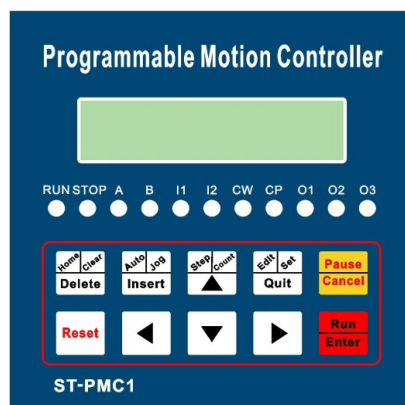 Programmable Motion Controller
RUN STOP A B I1 I2 CW CP O1 O2 O3
Home Clear Auto Jog Step Count Edit Set Pause
Delete Insert Quit Cancel
Reset Run
Enter
ST-PMC1